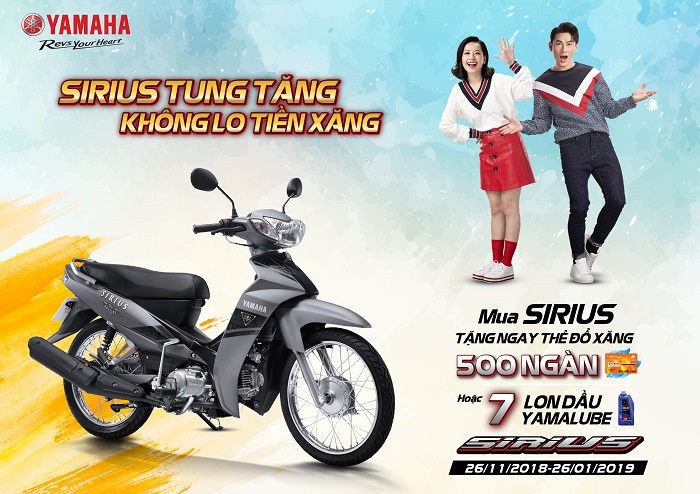 YAMAHA
Revs Your Heart
SIRIUS TUNG TĂNG
KHÔNG LO TIỀN XĂNG
SIRIUS
YAMAHA
Mua SIRIUS
TẶNG NGAY THẺ ĐỔ XĂNG
500 NGÀN
Hoặc 7 LON DẦU
YAMALUBE
SIRIUS
26/11/2018-26/01/2019